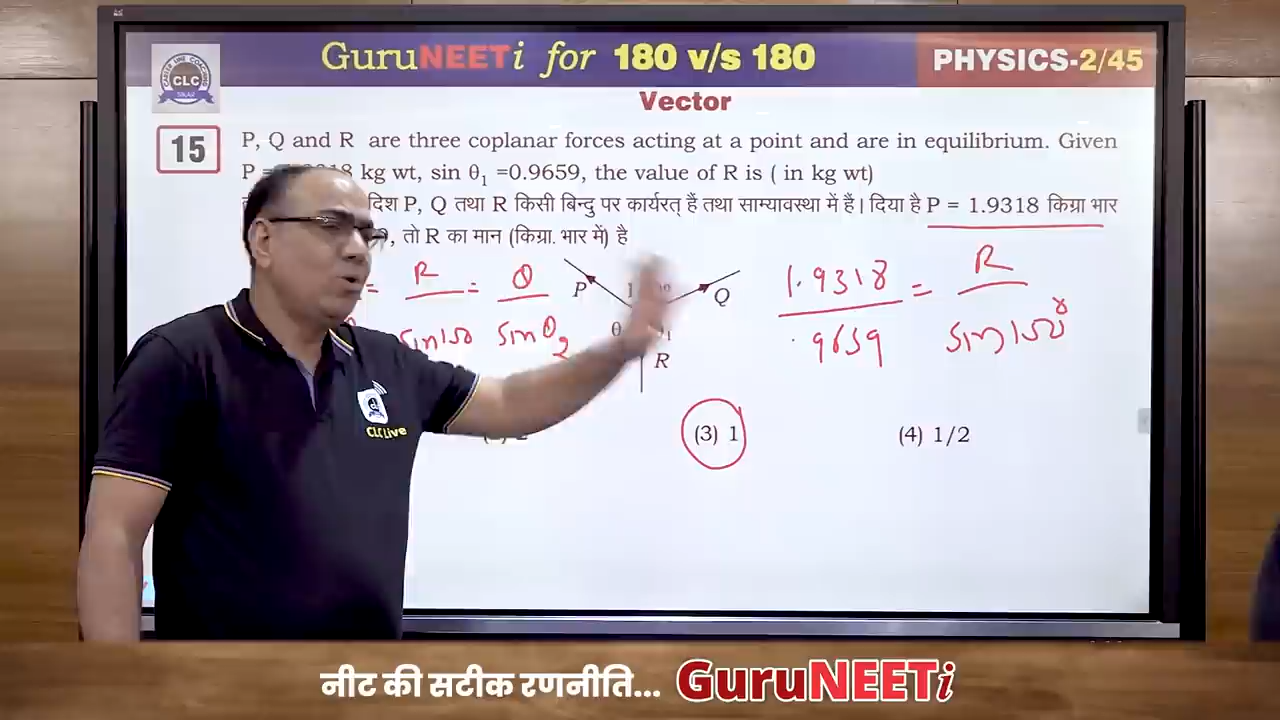 GuruNEETi for 180 v/s 180
PHYSICS-2/45
CLC
Vector
15
P, Q and R are three coplanar forces acting at a point and are in equilibrium. Given
P = kg wt, sin θ₁ =0.9659, the value of R is ( in kg wt)
दिश P, Q तथा R किसी बिन्दु पर कार्यरत् हैं तथा साम्यावस्था में हैं। दिया है P = 1.9318 किग्रा भार
तो R का मान (किग्रा. भार में) है
= R / sin150 = Q / sin θ₂
P
Q
θ
R
1.9318 / .9659 = R / sin150°
(3) 1
(4) 1/2
CLC Live
नीट की सटीक रणनीति... GuruNEETi